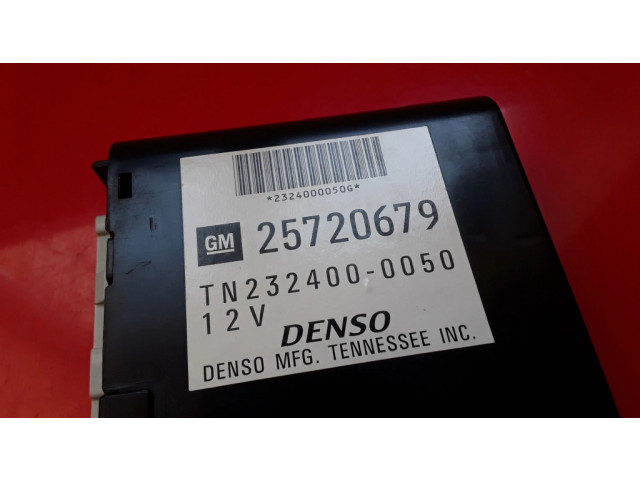 *2324000050G*
GM 25720679
TN232400-0050
12V DENSO
DENSO MFG. TENNESSEE INC.